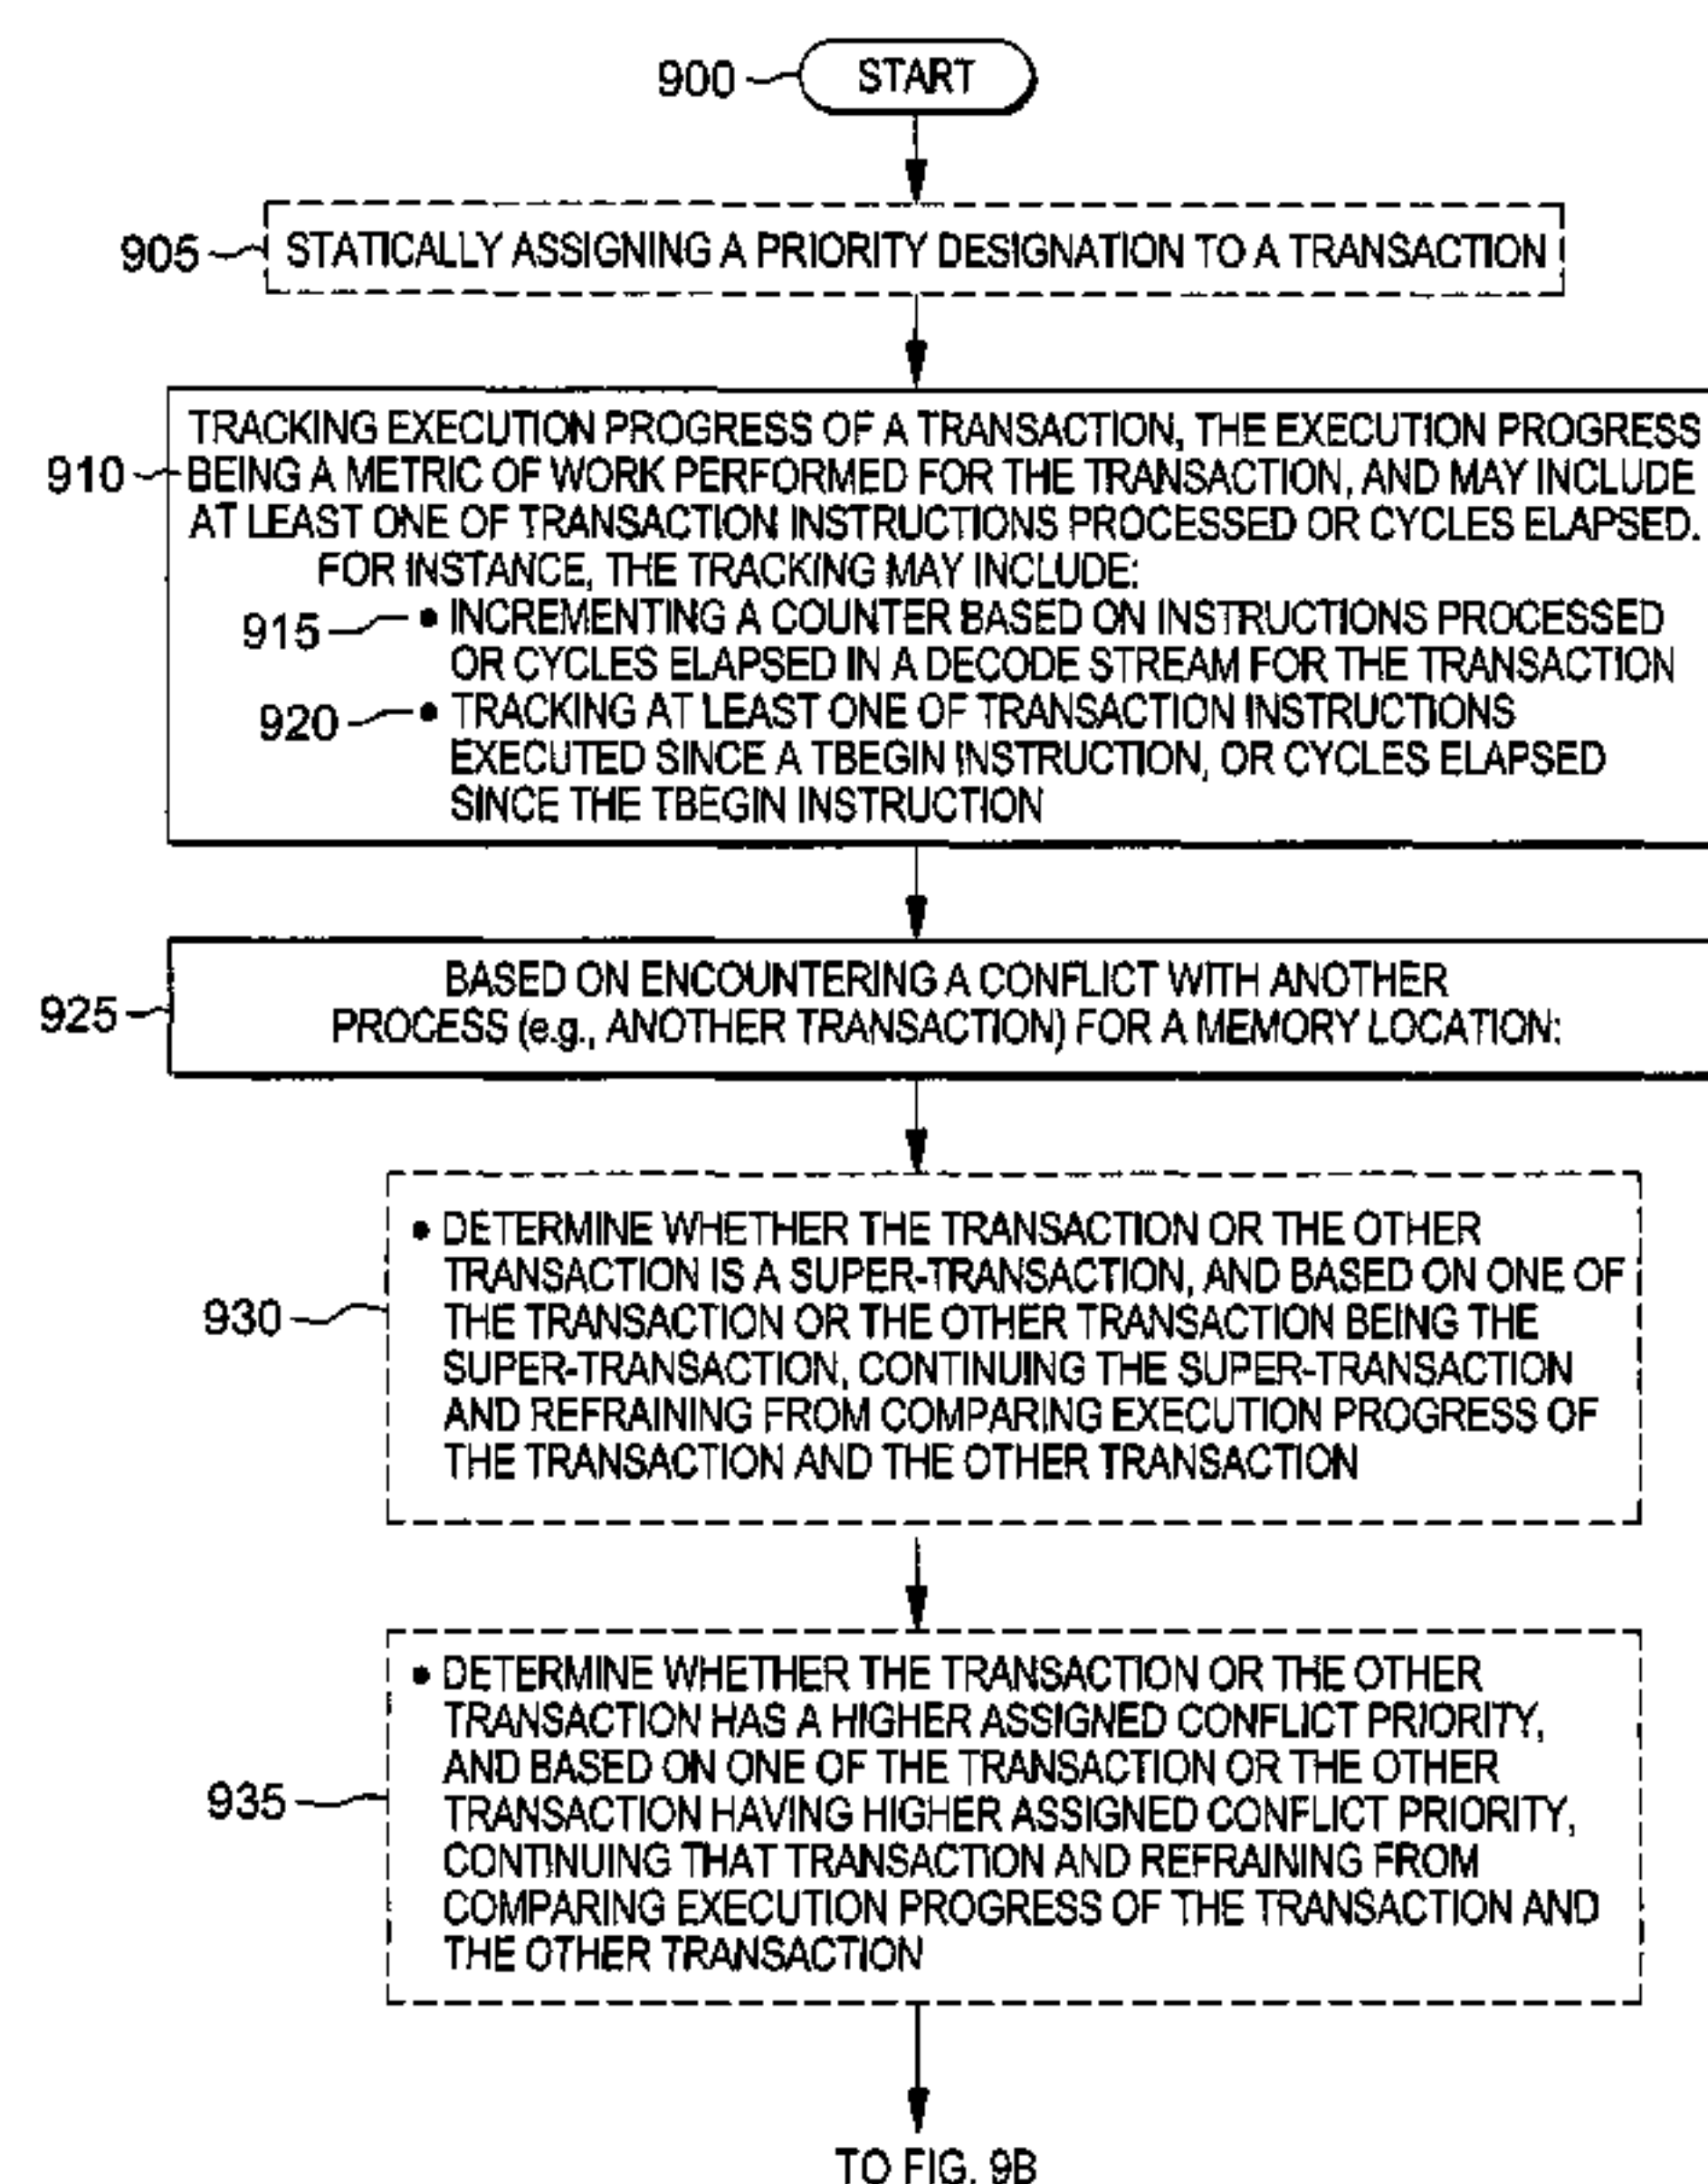 900
START
905
STATICALLY ASSIGNING A PRIORITY DESIGNATION TO A TRANSACTION
TRACKING EXECUTION PROGRESS OF A TRANSACTION, THE EXECUTION PROGRESS
910
BEING A METRIC OF WORK PERFORMED FOR THE TRANSACTION, AND MAY INCLUDE
AT LEAST ONE OF TRANSACTION INSTRUCTIONS PROCESSED OR CYCLES ELAPSED.
FOR INSTANCE, THE TRACKING MAY INCLUDE:
915
• INCREMENTING A COUNTER BASED ON INSTRUCTIONS PROCESSED
OR CYCLES ELAPSED IN A DECODE STREAM FOR THE TRANSACTION
920
• TRACKING AT LEAST ONE OF TRANSACTION INSTRUCTIONS
EXECUTED SINCE A TBEGIN INSTRUCTION, OR CYCLES ELAPSED
SINCE THE TBEGIN INSTRUCTION
925
BASED ON ENCOUNTERING A CONFLICT WITH ANOTHER
PROCESS (e.g., ANOTHER TRANSACTION) FOR A MEMORY LOCATION:
930
• DETERMINE WHETHER THE TRANSACTION OR THE OTHER
TRANSACTION IS A SUPER-TRANSACTION, AND BASED ON ONE OF
THE TRANSACTION OR THE OTHER TRANSACTION BEING THE
SUPER-TRANSACTION, CONTINUING THE SUPER-TRANSACTION
AND REFRAINING FROM COMPARING EXECUTION PROGRESS OF
THE TRANSACTION AND THE OTHER TRANSACTION
935
• DETERMINE WHETHER THE TRANSACTION OR THE OTHER
TRANSACTION HAS A HIGHER ASSIGNED CONFLICT PRIORITY,
AND BASED ON ONE OF THE TRANSACTION OR THE OTHER
TRANSACTION HAVING HIGHER ASSIGNED CONFLICT PRIORITY,
CONTINUING THAT TRANSACTION AND REFRAINING FROM
COMPARING EXECUTION PROGRESS OF THE TRANSACTION AND
THE OTHER TRANSACTION
TO FIG. 9B